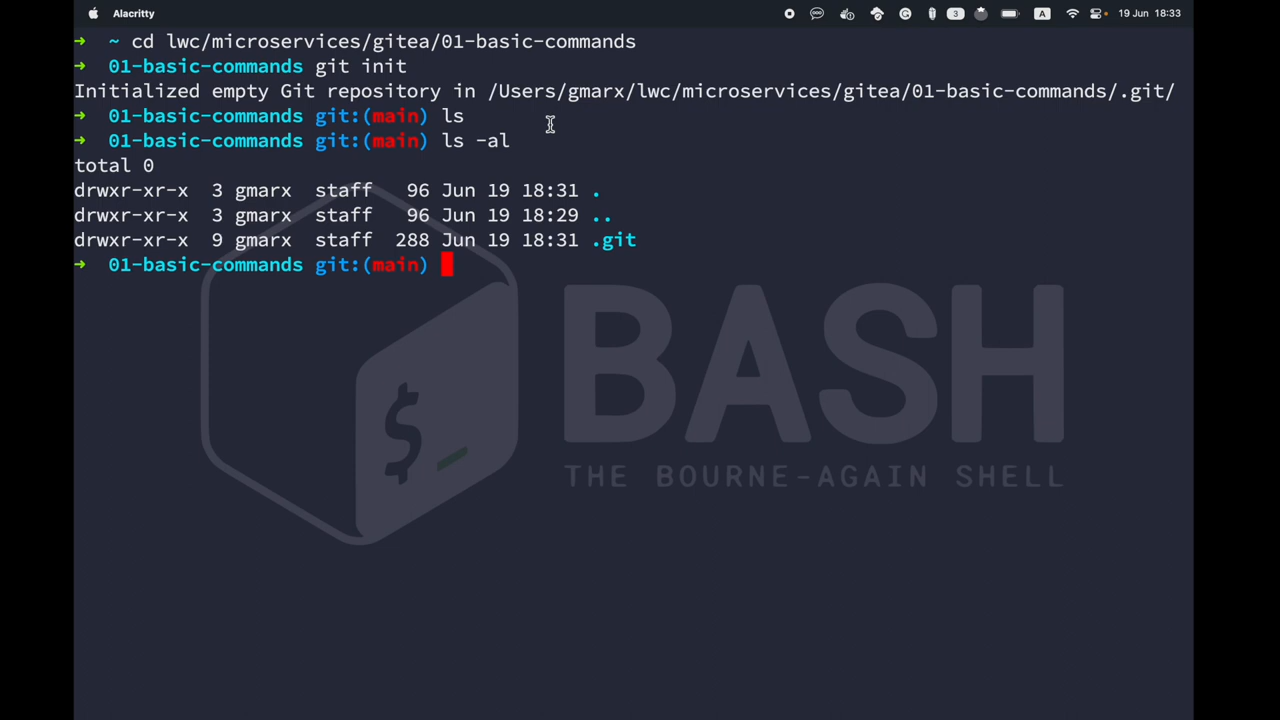 Alacritty 3 A 19 Jun 18:33
➜ ~ cd lwc/microservices/gitea/01-basic-commands
➜ 01-basic-commands git init
Initialized empty Git repository in /Users/gmarx/lwc/microservices/gitea/01-basic-commands/.git/
➜ 01-basic-commands git:(main) ls
➜ 01-basic-commands git:(main) ls -al
total 0
drwxr-xr-x 3 gmarx staff 96 Jun 19 18:31 .
drwxr-xr-x 3 gmarx staff 96 Jun 19 18:29 ..
drwxr-xr-x 9 gmarx staff 288 Jun 19 18:31 .git
➜ 01-basic-commands git:(main)
$_
BASH
THE BOURNE-AGAIN SHELL